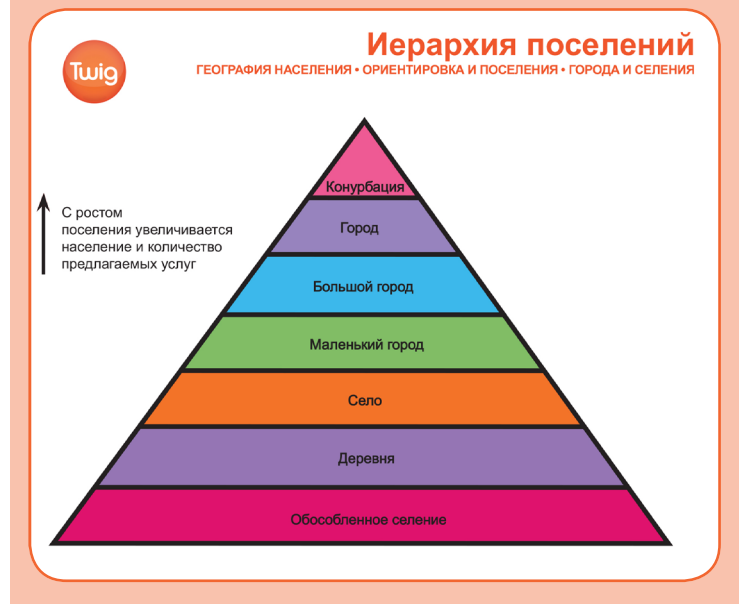 Twig
Иерархия поселений
ГЕОГРАФИЯ НАСЕЛЕНИЯ • ОРИЕНТИРОВКА И ПОСЕЛЕНИЯ • ГОРОДА И СЕЛЕНИЯ
С ростом
поселения увеличивается
население и количество
предлагаемых услуг
Конурбация
Город
Большой город
Маленький город
Село
Деревня
Обособленное селение